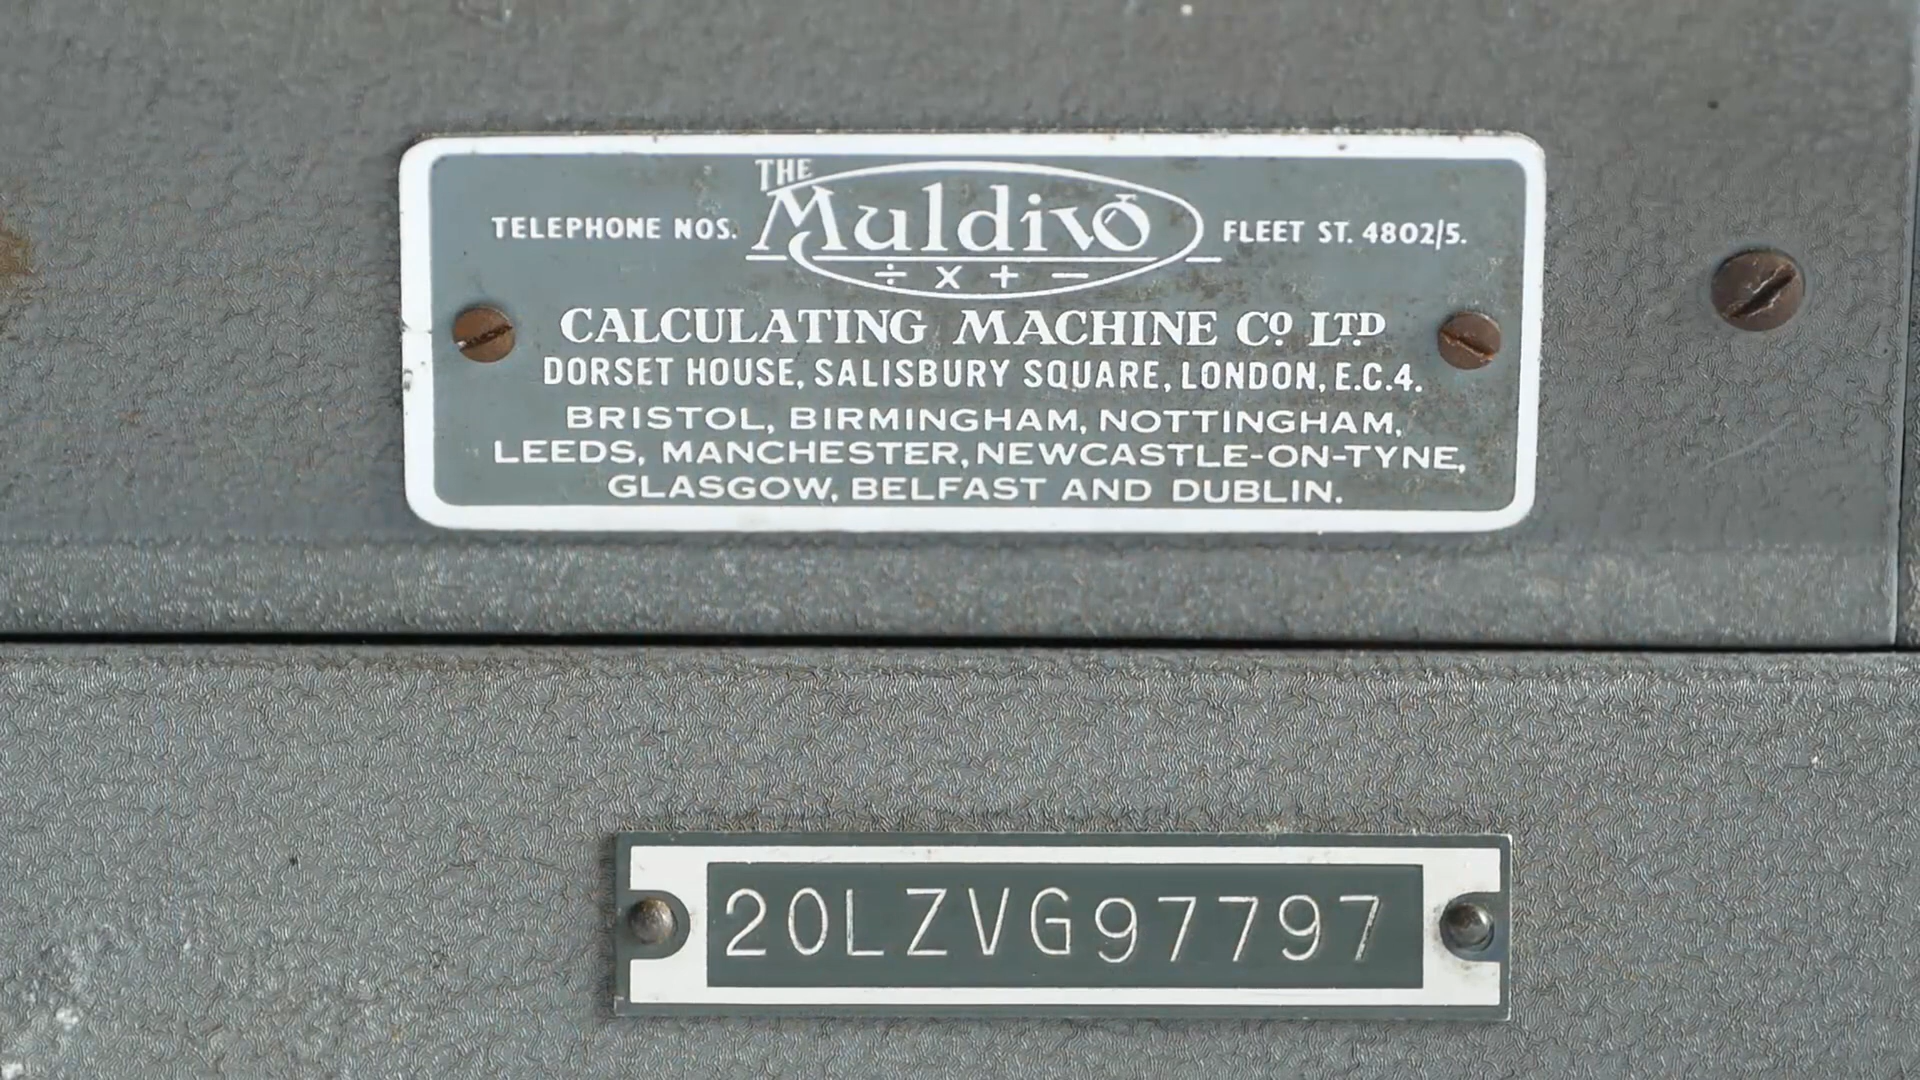 THE
TELEPHONE NOS. Muldivo FLEET ST. 4802/5.
÷ x + −
CALCULATING MACHINE Cº LTD
DORSET HOUSE, SALISBURY SQUARE, LONDON, E.C.4.
BRISTOL, BIRMINGHAM, NOTTINGHAM,
LEEDS, MANCHESTER, NEWCASTLE-ON-TYNE,
GLASGOW, BELFAST AND DUBLIN.
20LZVG97797